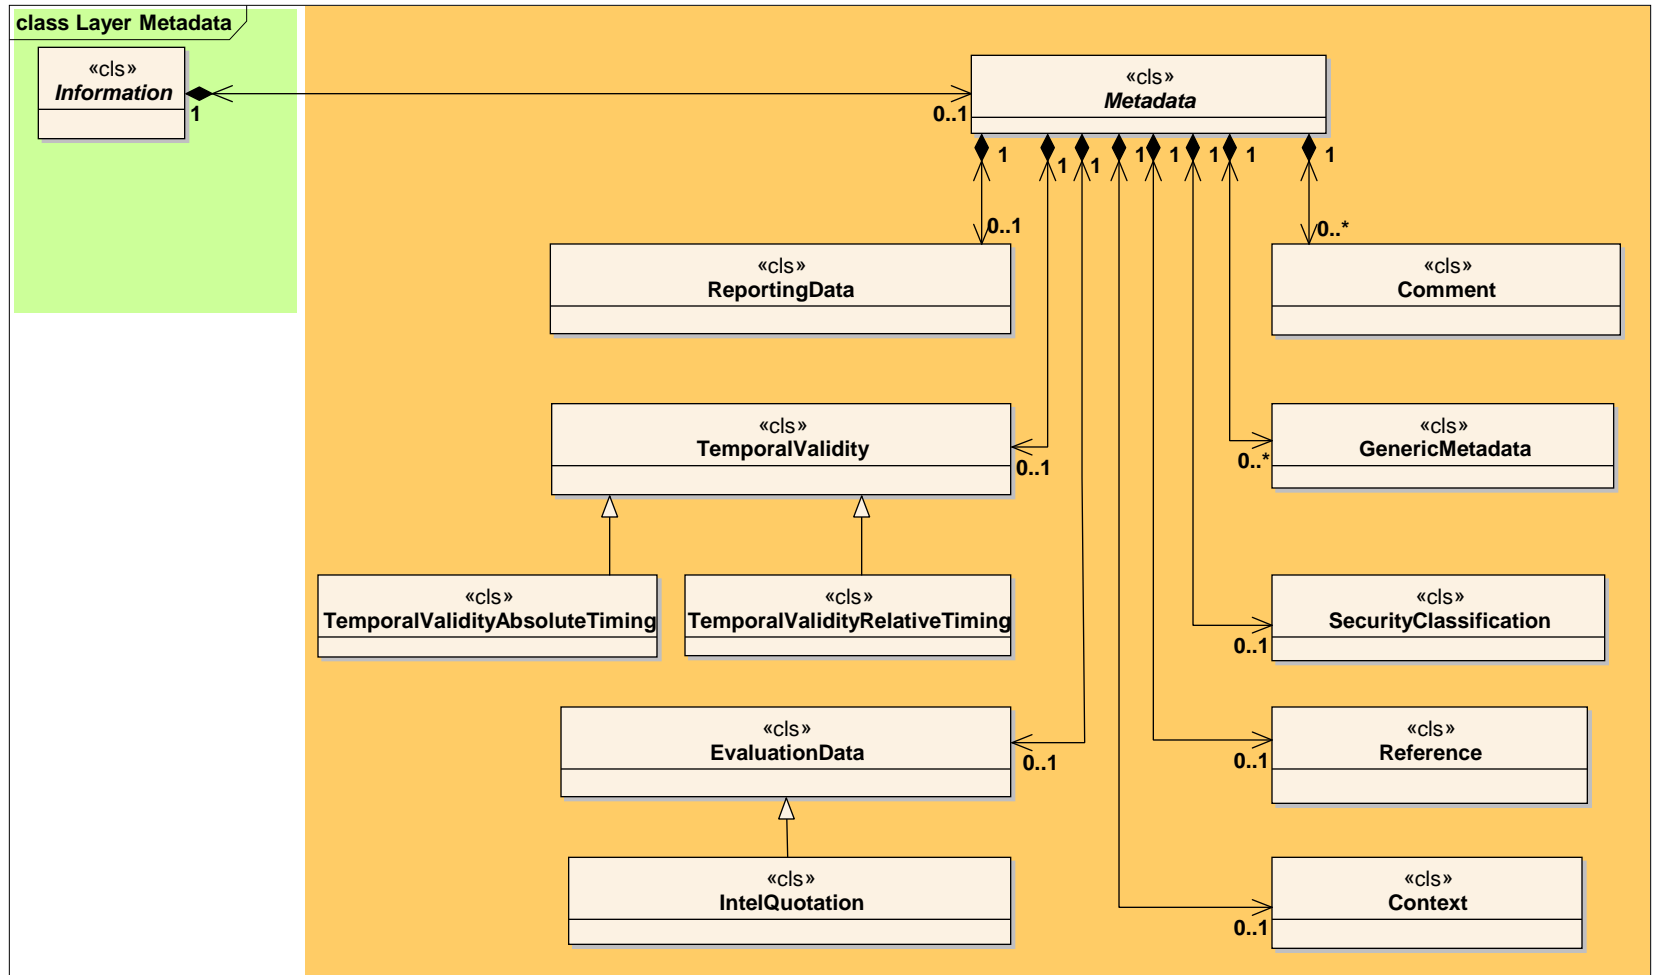 class Layer Metadata
«cls»
Information
1
0..1
«cls»
Metadata
1
1
1
1
1
1
1
1
0..1
0..*
«cls»
ReportingData
«cls»
Comment
«cls»
TemporalValidity
0..1
0..*
«cls»
GenericMetadata
«cls»
TemporalValidityAbsoluteTiming
«cls»
TemporalValidityRelativeTiming
0..1
«cls»
SecurityClassification
«cls»
EvaluationData
0..1
0..1
«cls»
Reference
«cls»
IntelQuotation
0..1
«cls»
Context